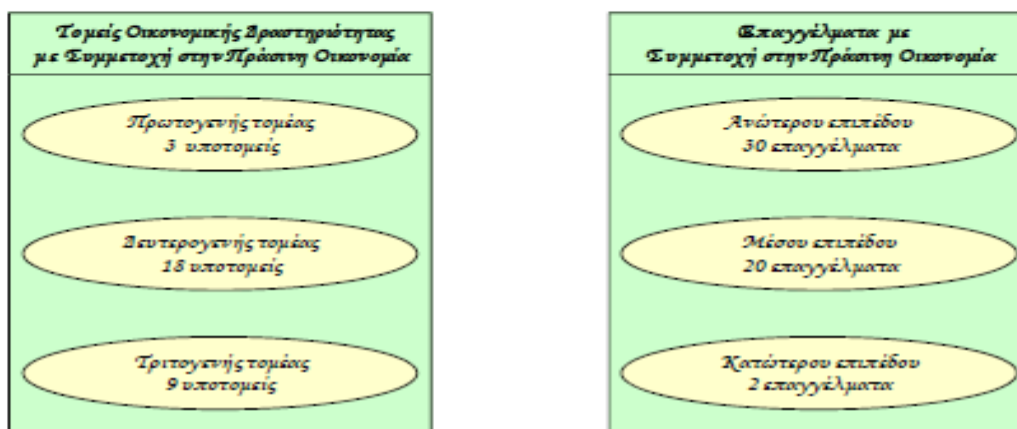 Τομείς Οικονομικής Δραστηριότητας
με Συμμετοχή στην Πράσινη Οικονομία
Πρωτογενής τομέας
3 υποτομείς
Δευτερογενής τομέας
18 υποτομείς
Τριτογενής τομέας
9 υποτομείς
Επαγγέλματα με
Συμμετοχή στην Πράσινη Οικονομία
Ανώτερου επιπέδου
30 επαγγέλματα
Μέσου επιπέδου
20 επαγγέλματα
Κατώτερου επιπέδου
2 επαγγέλματα